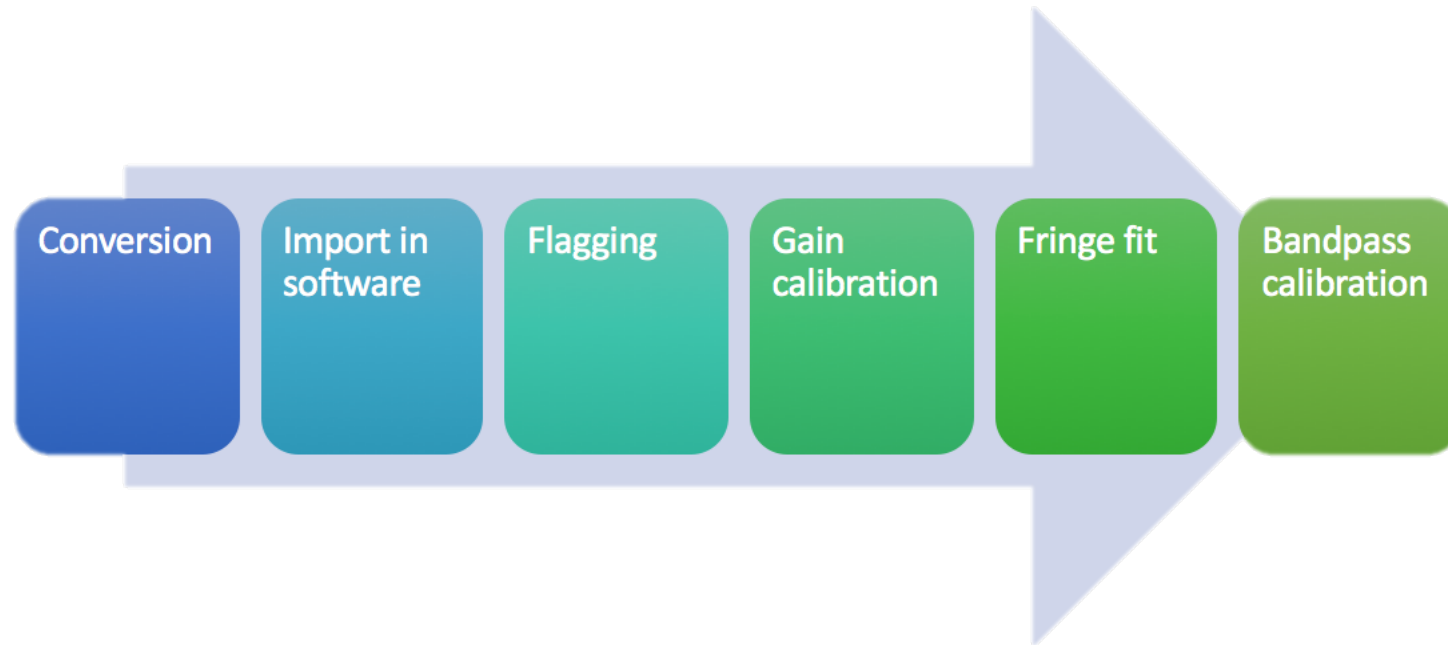 Conversion
Import in
software
Flagging
Gain
calibration
Fringe fit
Bandpass
calibration